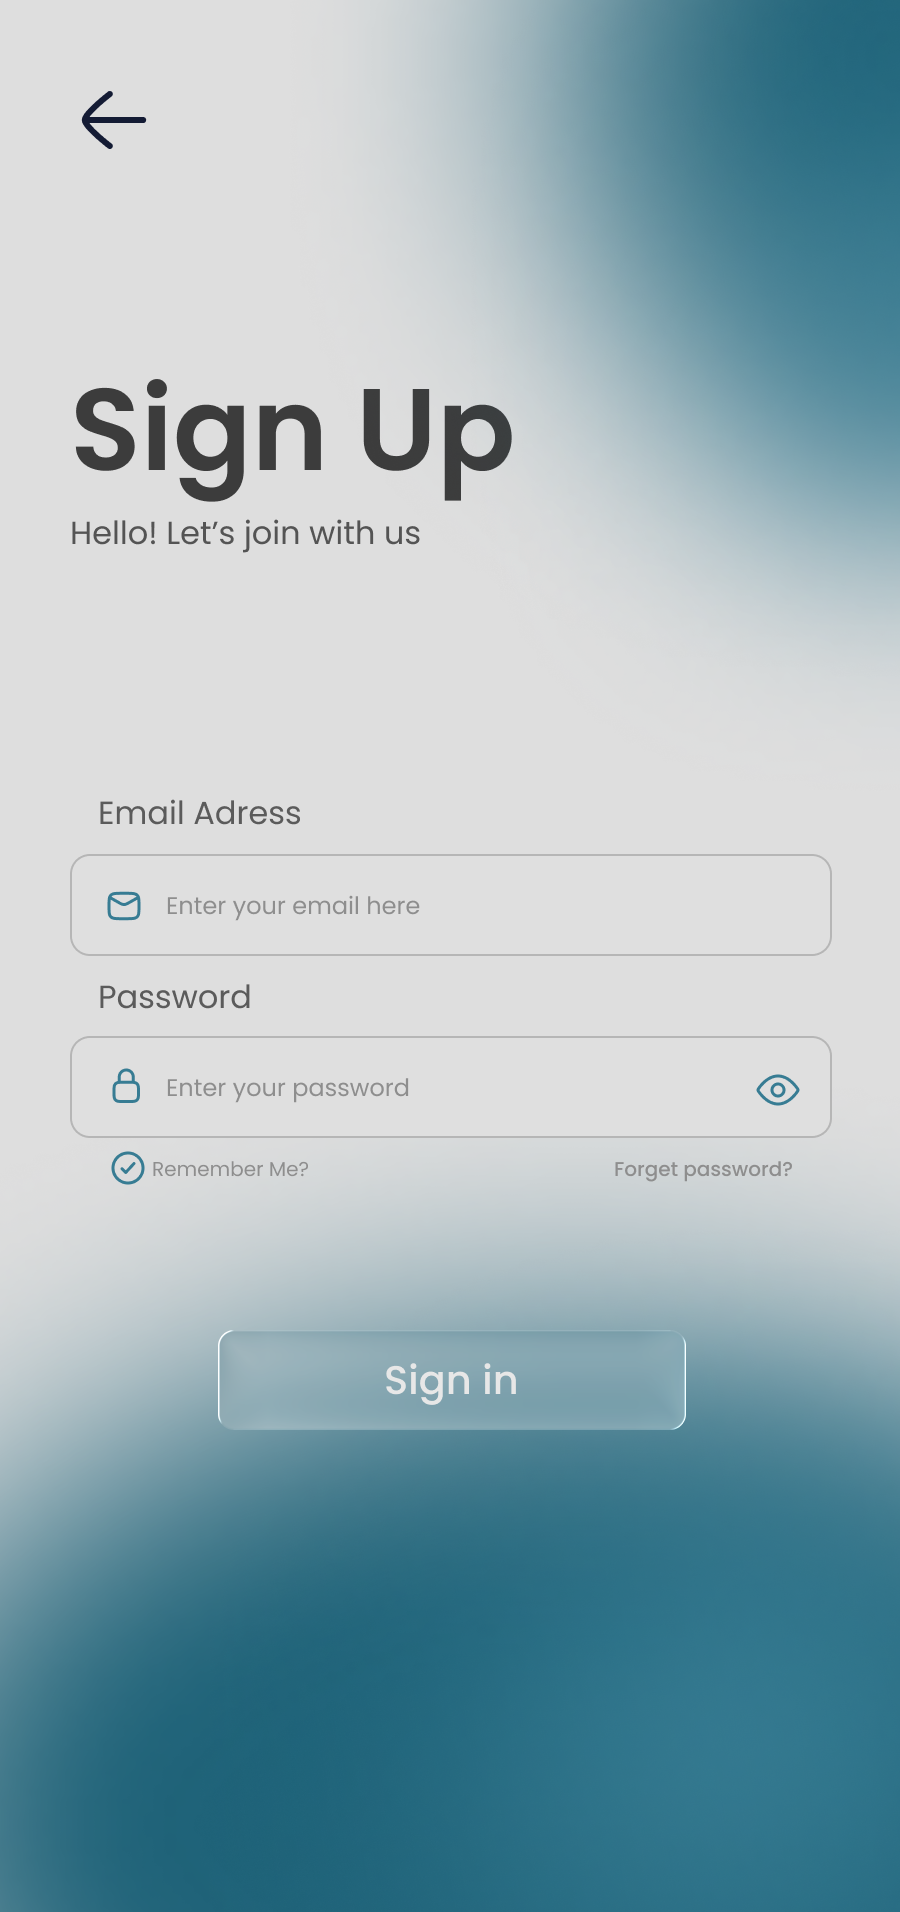 Sign Up
Hello! Let’s join with us
Email Adress
Enter your email here
Password
Enter your password
Remember Me? Forget password?
Sign in